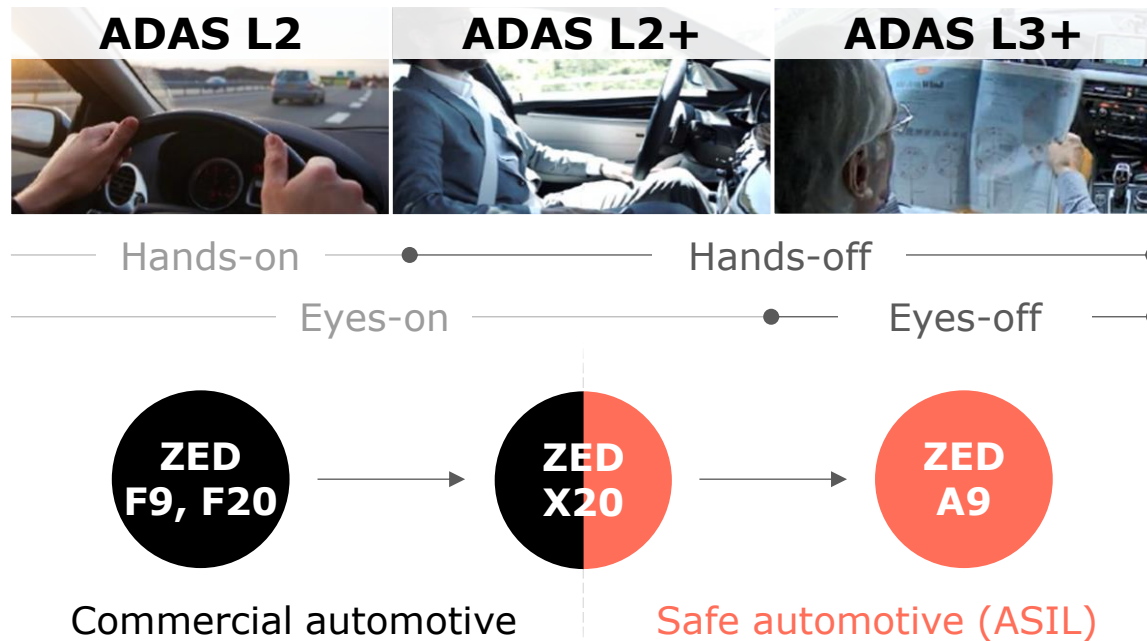 ADAS L2
ADAS L2+
ADAS L3+
Hands-on
Hands-off
Eyes-on
Eyes-off
ZED
F9, F20
ZED
X20
ZED
A9
Commercial automotive
Safe automotive (ASIL)